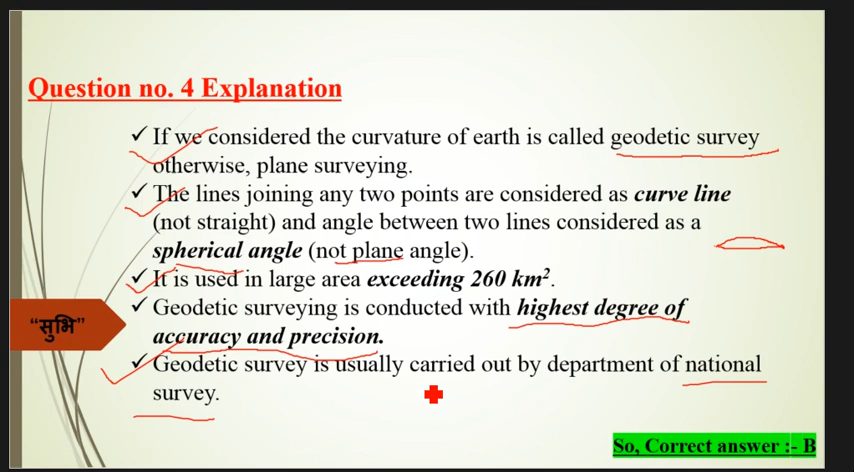 Question no. 4 Explanation
✓ If we considered the curvature of earth is called geodetic survey
otherwise, plane surveying.
✓ The lines joining any two points are considered as curve line
(not straight) and angle between two lines considered as a
spherical angle (not plane angle).
✓ It is used in large area exceeding 260 km².
✓ Geodetic surveying is conducted with highest degree of
accuracy and precision.
✓ Geodetic survey is usually carried out by department of national
survey.
“सुभि”
So, Correct answer :- B